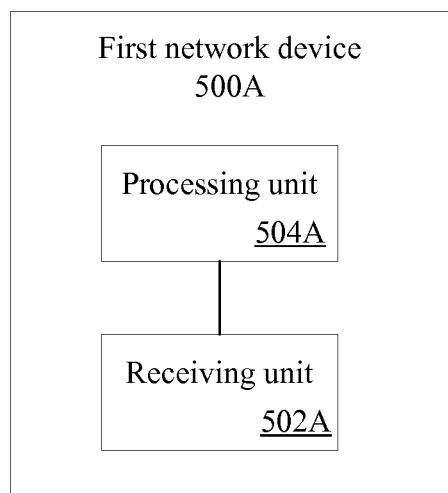 First network device
500A
Processing unit
504A
Receiving unit
502A